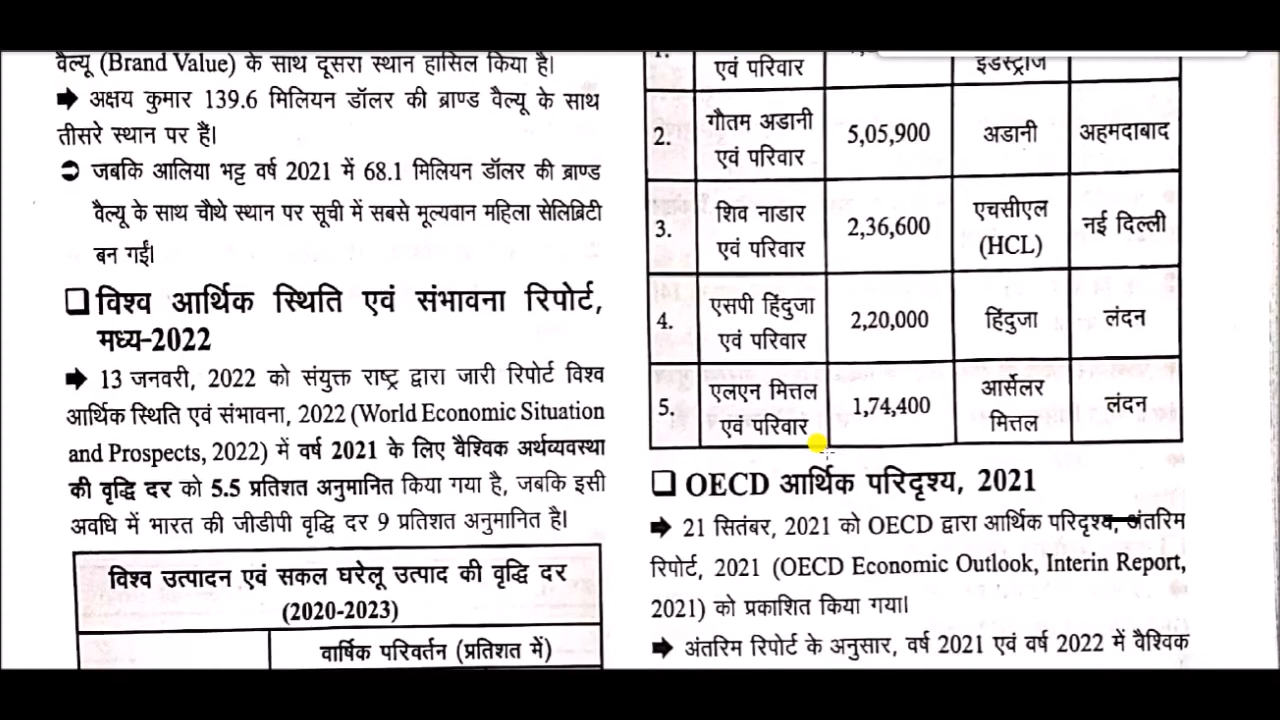 वैल्यू (Brand Value) के साथ दूसरा स्थान हासिल किया है।
➡ अक्षय कुमार 139.6 मिलियन डॉलर की ब्राण्ड वैल्यू के साथ
तीसरे स्थान पर हैं।
➲ जबकि आलिया भट्ट वर्ष 2021 में 68.1 मिलियन डॉलर की ब्राण्ड
वैल्यू के साथ चौथे स्थान पर सूची में सबसे मूल्यवान महिला सेलिब्रिटी
बन गईं।
❑ विश्व आर्थिक स्थिति एवं संभावना रिपोर्ट,
मध्य-2022
➡ 13 जनवरी, 2022 को संयुक्त राष्ट्र द्वारा जारी रिपोर्ट विश्व
आर्थिक स्थिति एवं संभावना, 2022 (World Economic Situation
and Prospects, 2022) में वर्ष 2021 के लिए वैश्विक अर्थव्यवस्था
की वृद्धि दर को 5.5 प्रतिशत अनुमानित किया गया है, जबकि इसी
अवधि में भारत की जीडीपी वृद्धि दर 9 प्रतिशत अनुमानित है।
विश्व उत्पादन एवं सकल घरेलू उत्पाद की वृद्धि दर
(2020-2023)
वार्षिक परिवर्तन (प्रतिशत में)
1. एवं परिवार इंडस्ट्रीज
2. गौतम अडानी एवं परिवार 5,05,900 अडानी अहमदाबाद
3. शिव नाडार एवं परिवार 2,36,600 एचसीएल (HCL) नई दिल्ली
4. एसपी हिंदुजा एवं परिवार 2,20,000 हिंदुजा लंदन
5. एलएन मित्तल एवं परिवार 1,74,400 आर्सेलर मित्तल लंदन
❑ OECD आर्थिक परिदृश्य, 2021
➡ 21 सितंबर, 2021 को OECD द्वारा आर्थिक परिदृश्य, अंतरिम
रिपोर्ट, 2021 (OECD Economic Outlook, Interin Report,
2021) को प्रकाशित किया गया।
➡ अंतरिम रिपोर्ट के अनुसार, वर्ष 2021 एवं वर्ष 2022 में वैश्विक